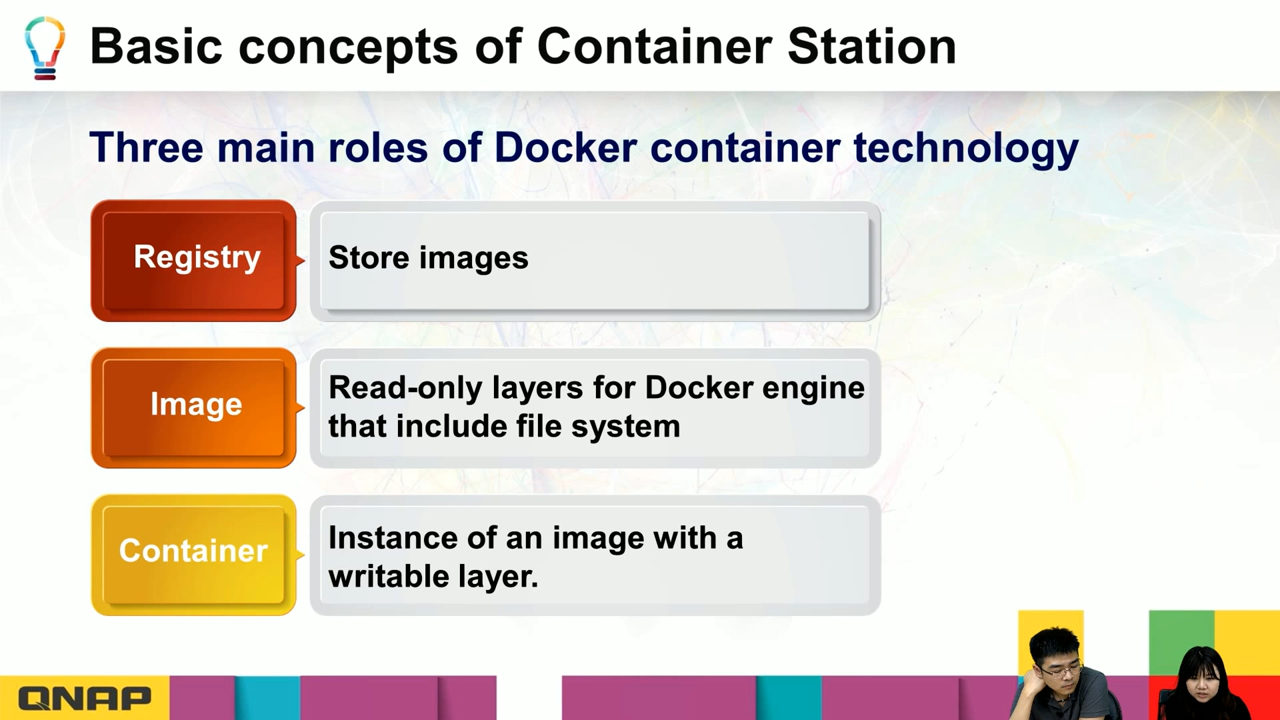 Basic concepts of Container Station
Three main roles of Docker container technology
Registry
Store images
Image
Read-only layers for Docker engine
that include file system
Container
Instance of an image with a
writable layer.
QNAP